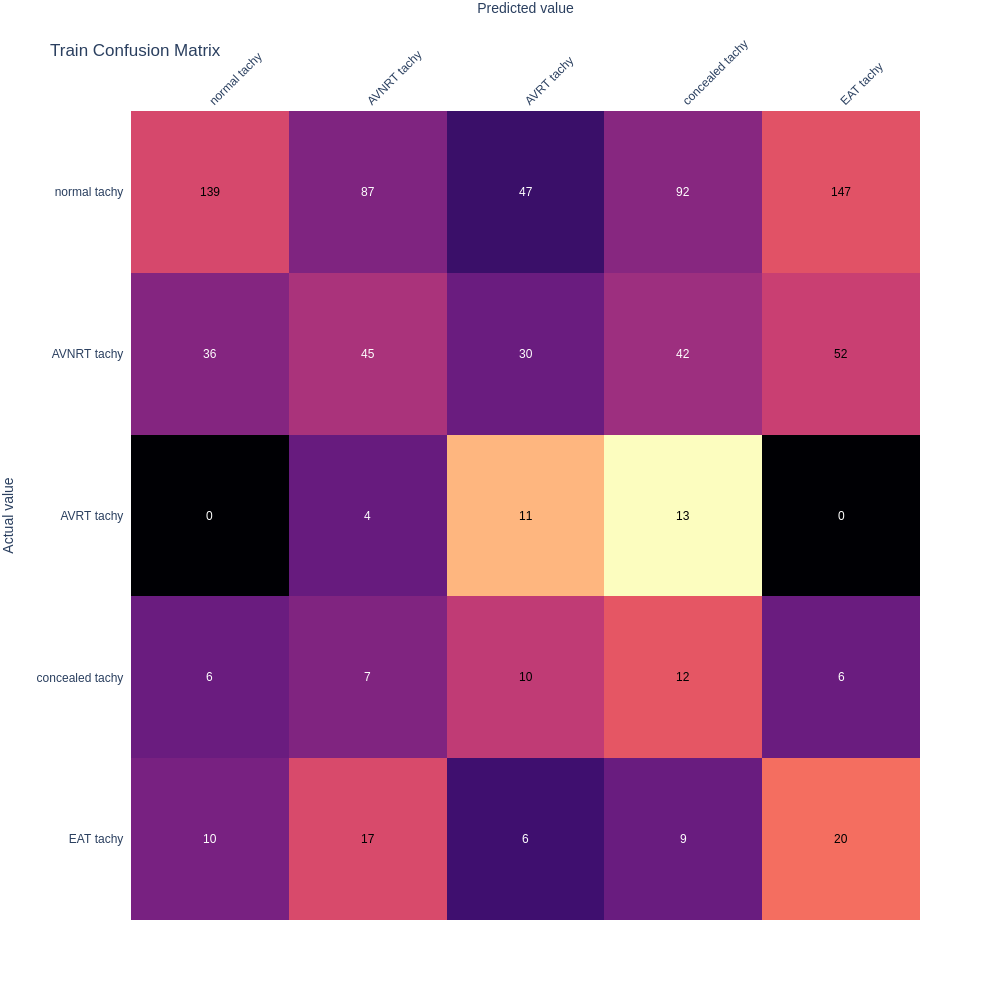 Predicted value
Train Confusion Matrix
normal tachy
AVNRT tachy
AVRT tachy
concealed tachy
EAT tachy
Actual value
normal tachy 139 87 47 92 147
AVNRT tachy 36 45 30 42 52
AVRT tachy 0 4 11 13 0
concealed tachy 6 7 10 12 6
EAT tachy 10 17 6 9 20